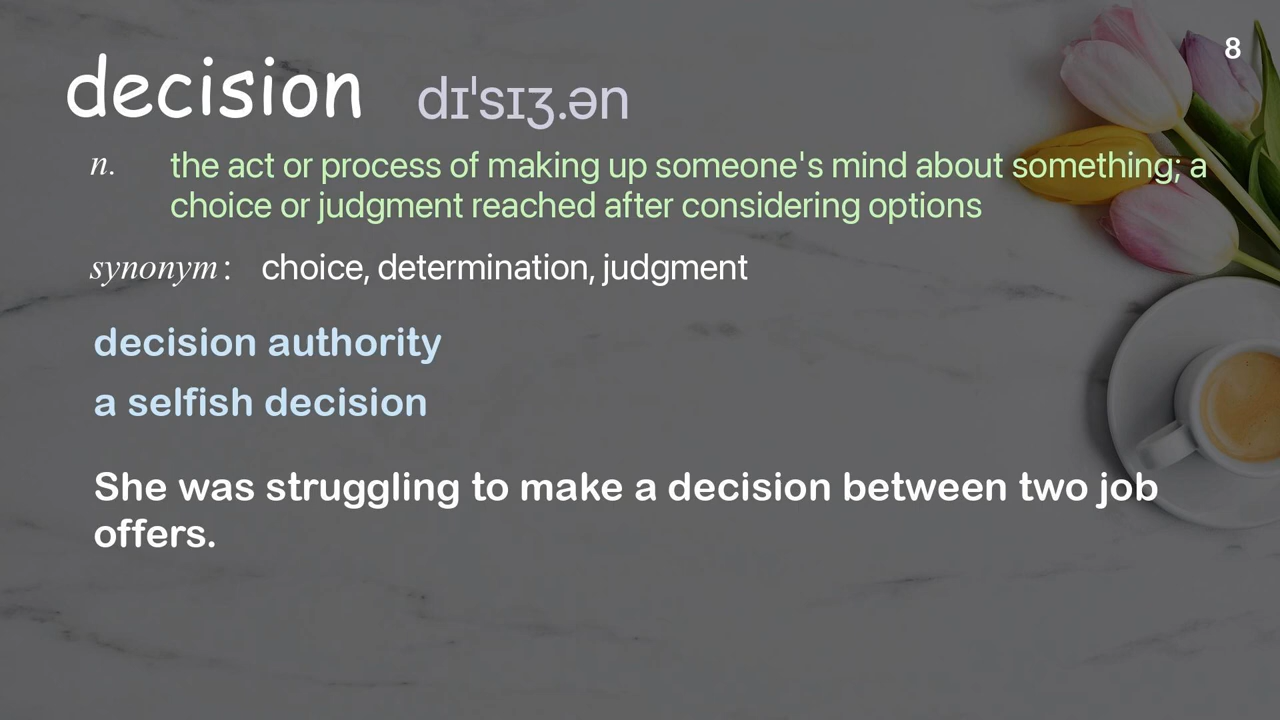 8
decision dɪˈsɪʒ.ən
n. the act or process of making up someone's mind about something; a
choice or judgment reached after considering options
synonym: choice, determination, judgment
decision authority
a selfish decision
She was struggling to make a decision between two job
offers.